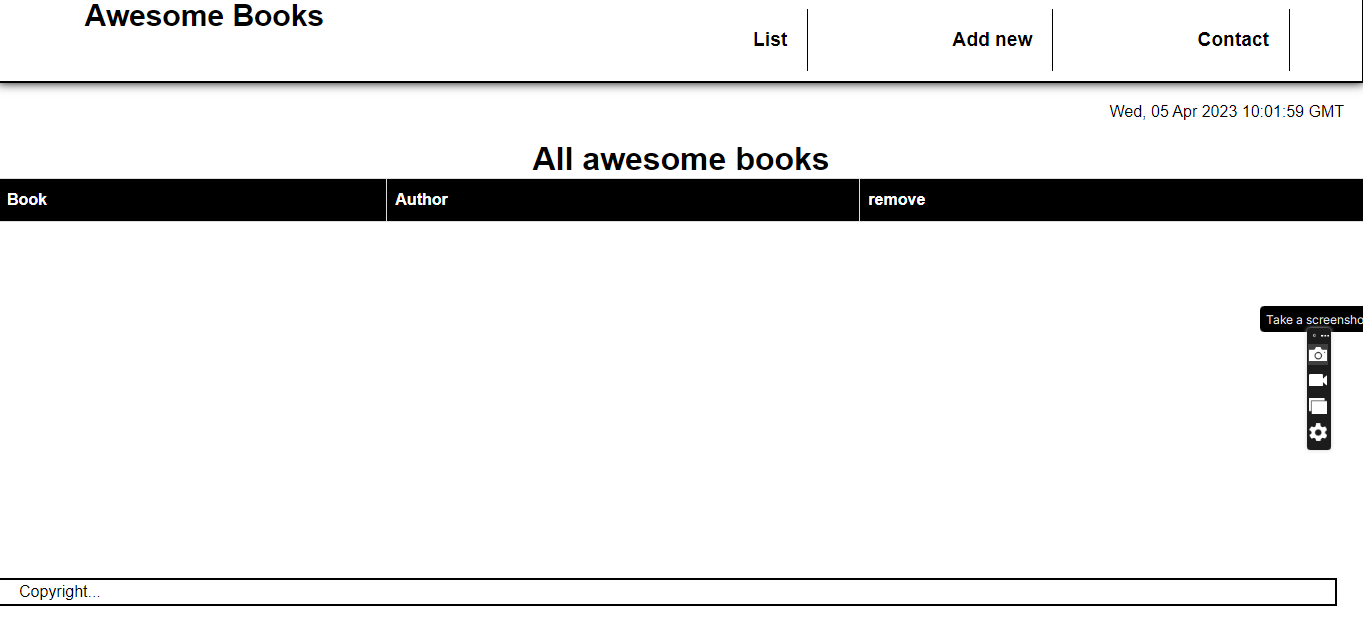 Awesome Books
List
Add new
Contact
Wed, 05 Apr 2023 10:01:59 GMT
All awesome books
Book
Author
remove
Take a screensho
Copyright...